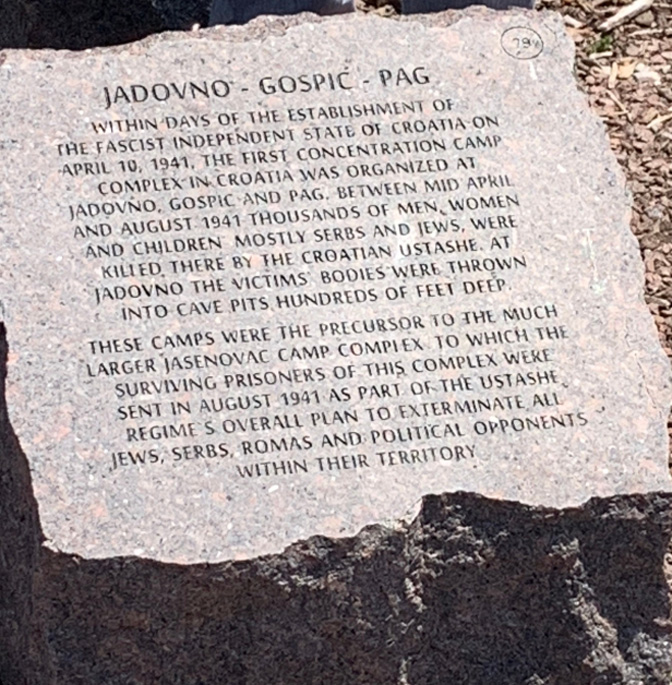 79
JADOVNO - GOSPIĆ - PAG
WITHIN DAYS OF THE ESTABLISHMENT OF
THE FASCIST INDEPENDENT STATE OF CROATIA ON
APRIL 10, 1941, THE FIRST CONCENTRATION CAMP
COMPLEX IN CROATIA WAS ORGANIZED AT
JADOVNO, GOSPIC AND PAG. BETWEEN MID APRIL
AND AUGUST 1941 THOUSANDS OF MEN, WOMEN
AND CHILDREN MOSTLY SERBS AND JEWS, WERE
KILLED THERE BY THE CROATIAN USTASHE. AT
JADOVNO THE VICTIMS' BODIES WERE THROWN
INTO CAVE PITS HUNDREDS OF FEET DEEP.
THESE CAMPS WERE THE PRECURSOR TO THE MUCH
LARGER JASENOVAC CAMP COMPLEX TO WHICH THE
SURVIVING PRISONERS OF THIS COMPLEX WERE
SENT IN AUGUST 1941 AS PART OF THE USTASHE
REGIME S OVERALL PLAN TO EXTERMINATE ALL
JEWS, SERBS, ROMAS AND POLITICAL OPPONENTS
WITHIN THEIR TERRITORY